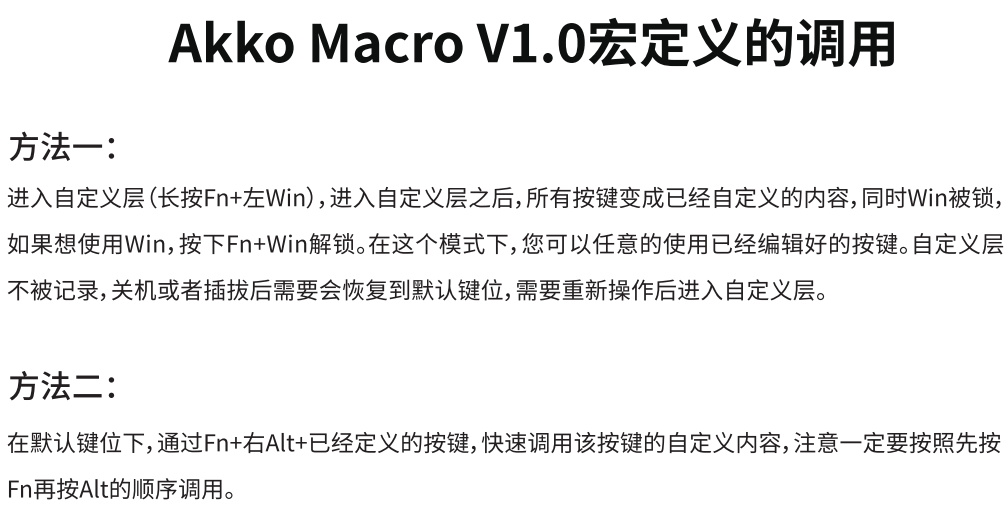 Akko Macro V1.0宏定义的调用
方法一：
进入自定义层（长按Fn+左Win），进入自定义层之后，所有按键变成已经自定义的内容，同时Win被锁，
如果想使用Win，按下Fn+Win解锁。在这个模式下，您可以任意的使用已经编辑好的按键。自定义层
不被记录，关机或者插拔后需要会恢复到默认键位，需要重新操作后进入自定义层。
方法二：
在默认键位下，通过Fn+右Alt+已经定义的按键，快速调用该按键的自定义内容，注意一定要按照先按
Fn再按Alt的顺序调用。